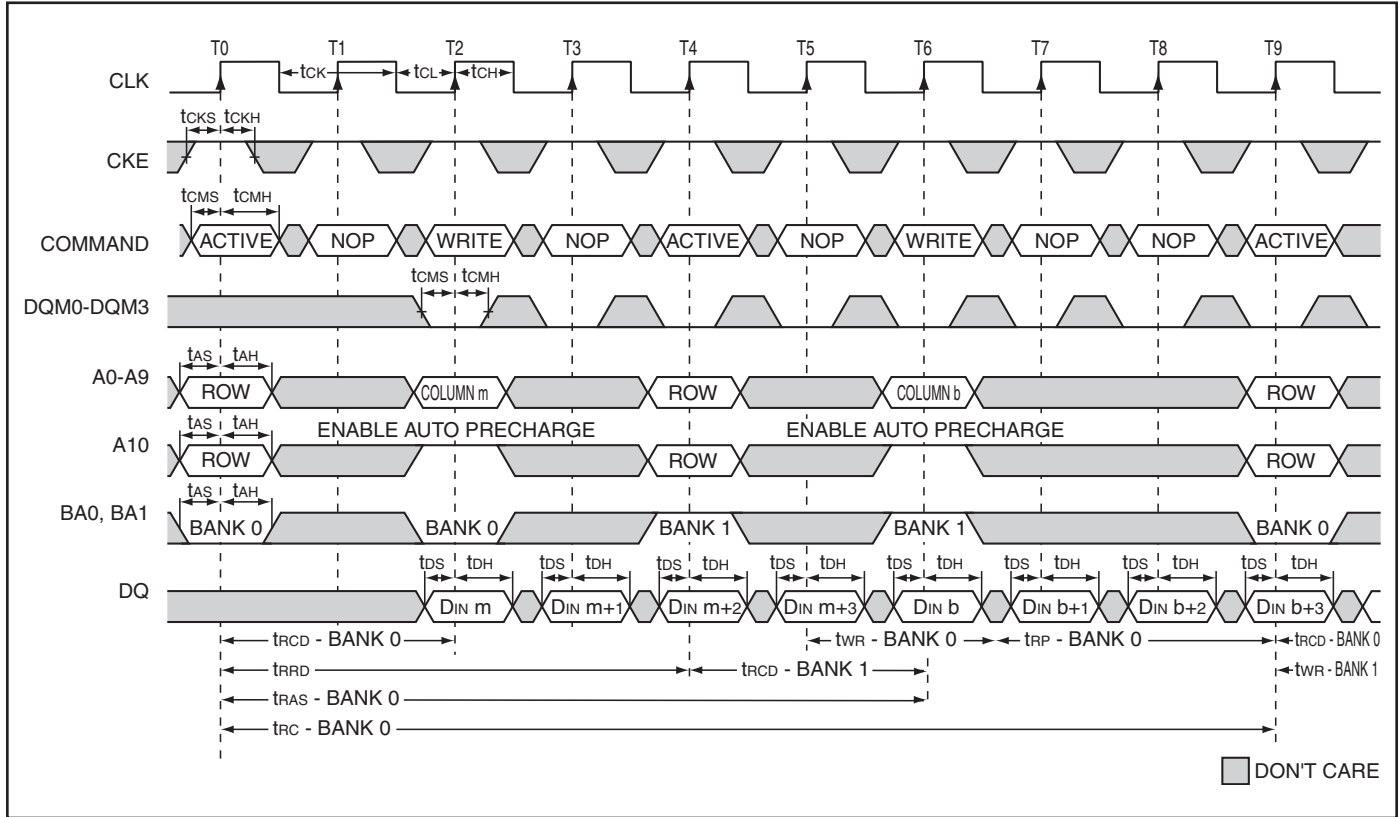 T0 T1 T2 T3 T4 T5 T6 T7 T8 T9
CLK tCK tCL tCH
tCKS tCKH
CKE
tCMS tCMH
COMMAND ACTIVE NOP WRITE NOP ACTIVE NOP WRITE NOP NOP ACTIVE
tCMS tCMH
DQM0-DQM3
tAS tAH
A0-A9 ROW COLUMN m ROW COLUMN b ROW
tAS tAH ENABLE AUTO PRECHARGE ENABLE AUTO PRECHARGE
A10 ROW ROW ROW
tAS tAH
BA0, BA1 BANK 0 BANK 0 BANK 1 BANK 1 BANK 0
tDS tDH tDS tDH tDS tDH tDS tDH tDS tDH tDS tDH tDS tDH tDS tDH
DQ DIN m DIN m+1 DIN m+2 DIN m+3 DIN b DIN b+1 DIN b+2 DIN b+3
tRCD - BANK 0 tWR - BANK 0 tRP - BANK 0 tRCD - BANK 0
tRRD tRCD - BANK 1 tWR - BANK 1
tRAS - BANK 0
tRC - BANK 0
DON'T CARE